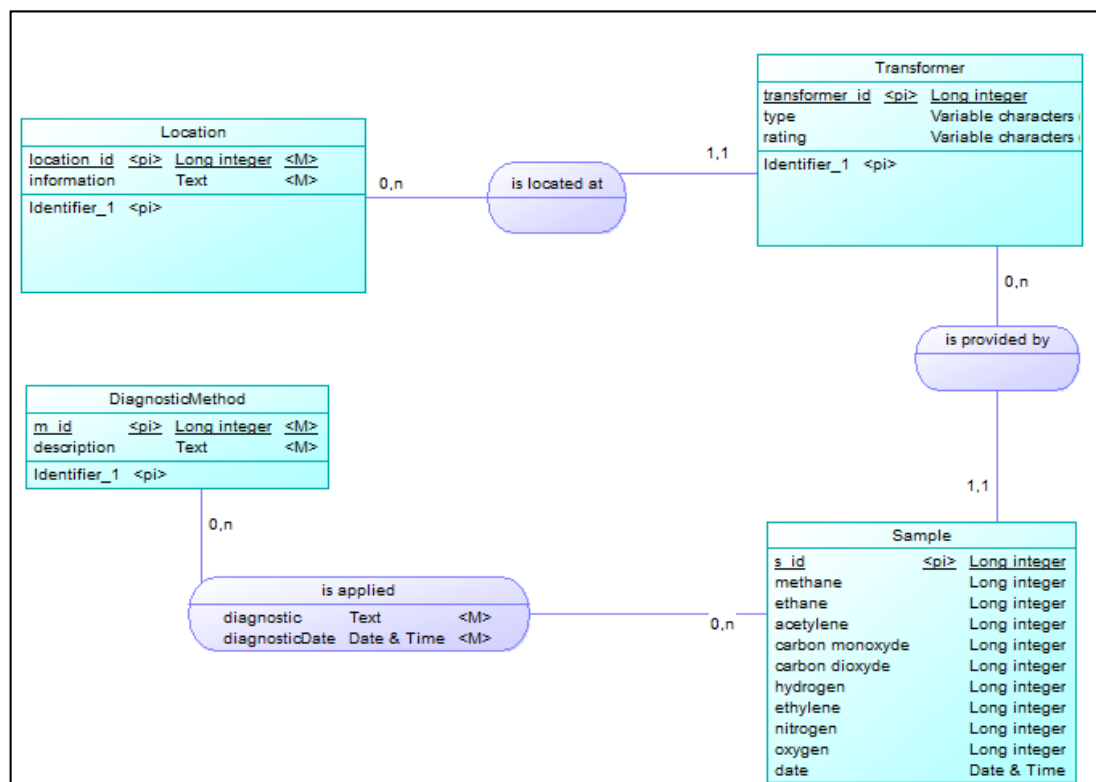 Transformer
transformer_id <pi> Long integer
type Variable characters (
rating Variable characters (
Identifier_1 <pi>
Location
location_id <pi> Long integer <M>
information Text <M>
Identifier_1 <pi>
0,n
is located at
1,1
0,n
is provided by
1,1
DiagnosticMethod
m_id <pi> Long integer <M>
description Text <M>
Identifier_1 <pi>
0,n
is applied
diagnostic Text <M>
diagnosticDate Date & Time <M>
0,n
Sample
s_id <pi> Long integer
methane Long integer
ethane Long integer
acetylene Long integer
carbon monoxyde Long integer
carbon dioxyde Long integer
hydrogen Long integer
ethylene Long integer
nitrogen Long integer
oxygen Long integer
date Date & Time